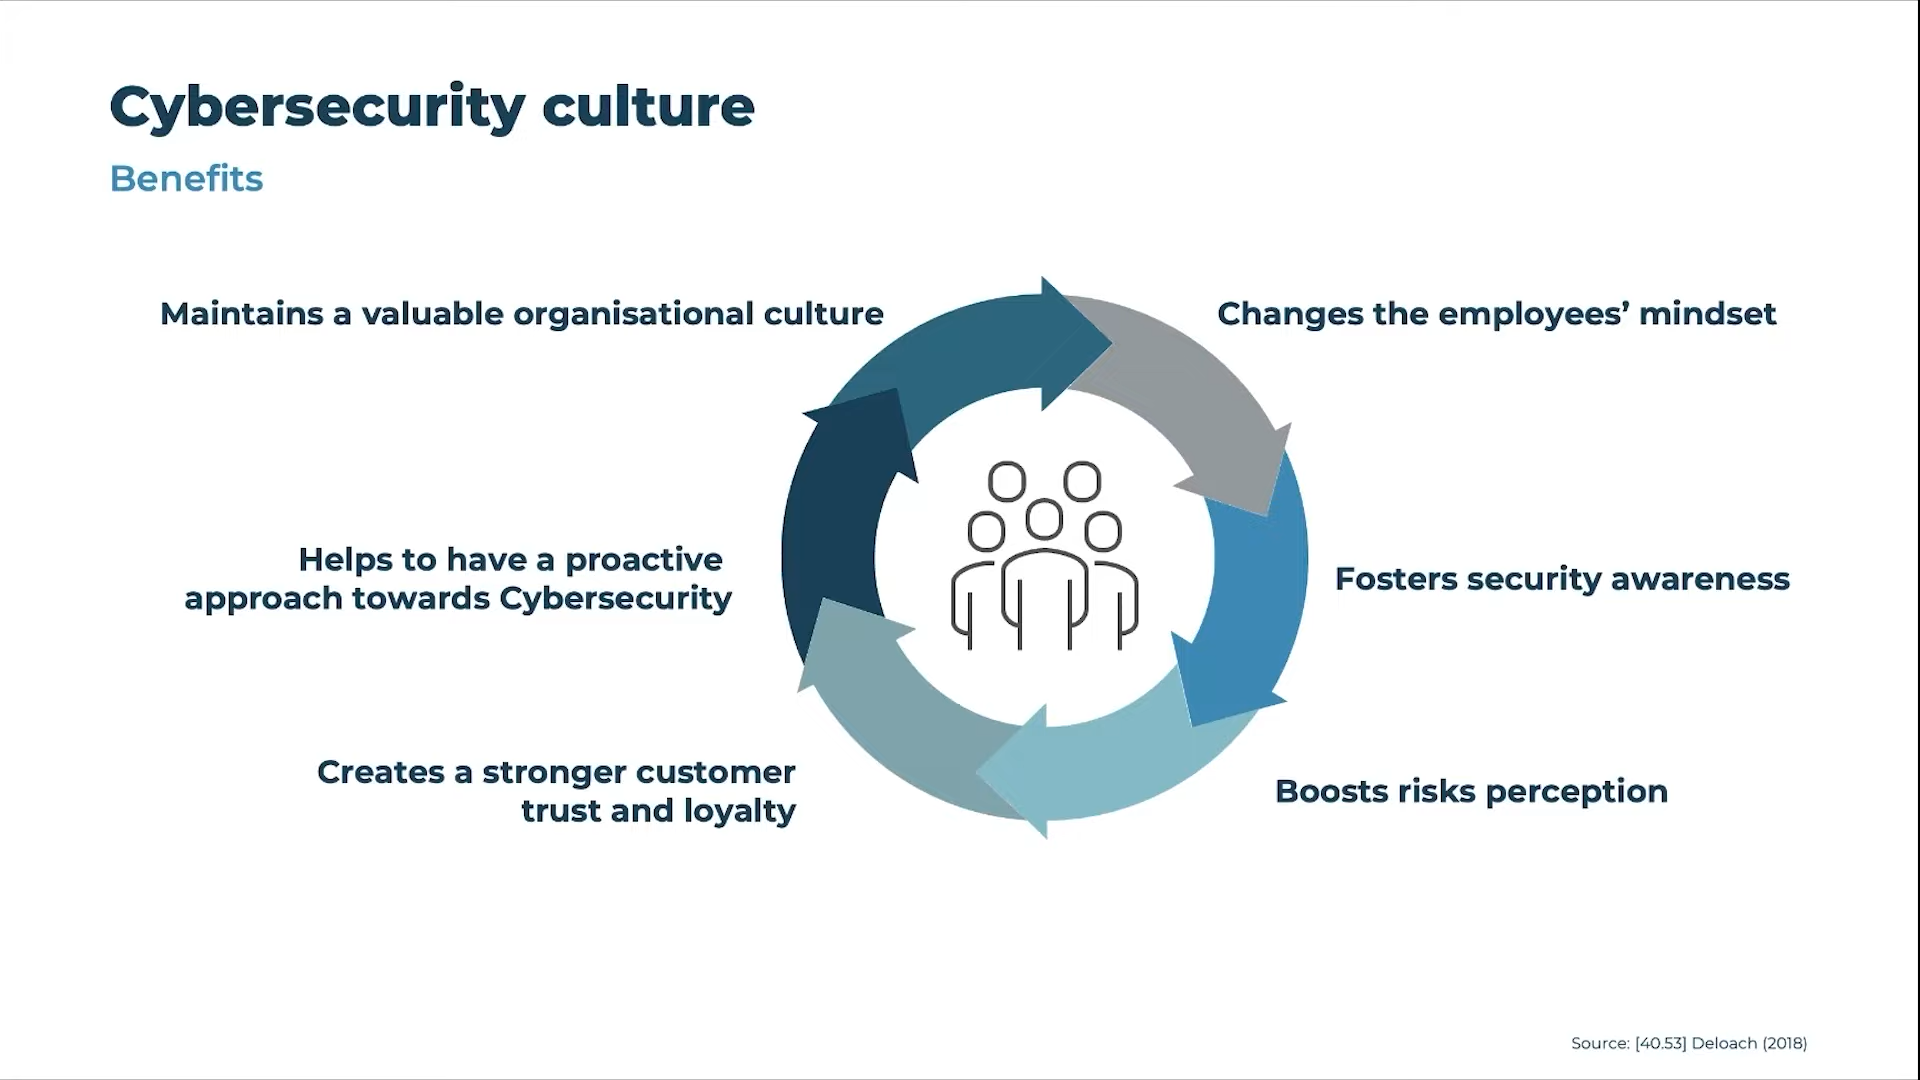 Cybersecurity culture
Benefits
Maintains a valuable organisational culture
Changes the employees’ mindset
Helps to have a proactive
approach towards Cybersecurity
Fosters security awareness
Creates a stronger customer
trust and loyalty
Boosts risks perception
Source: [40.53] Deloach (2018)